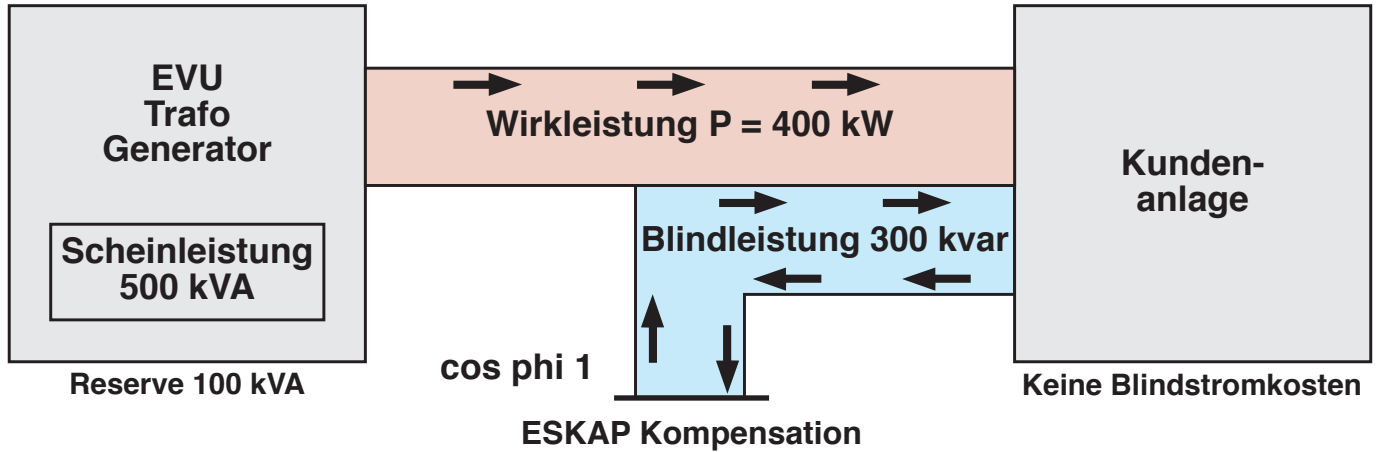 EVU
Trafo
Generator
Scheinleistung
500 kVA
Reserve 100 kVA
Wirkleistung P = 400 kW
Blindleistung 300 kvar
cos phi 1
ESKAP Kompensation
Kunden-
anlage
Keine Blindstromkosten